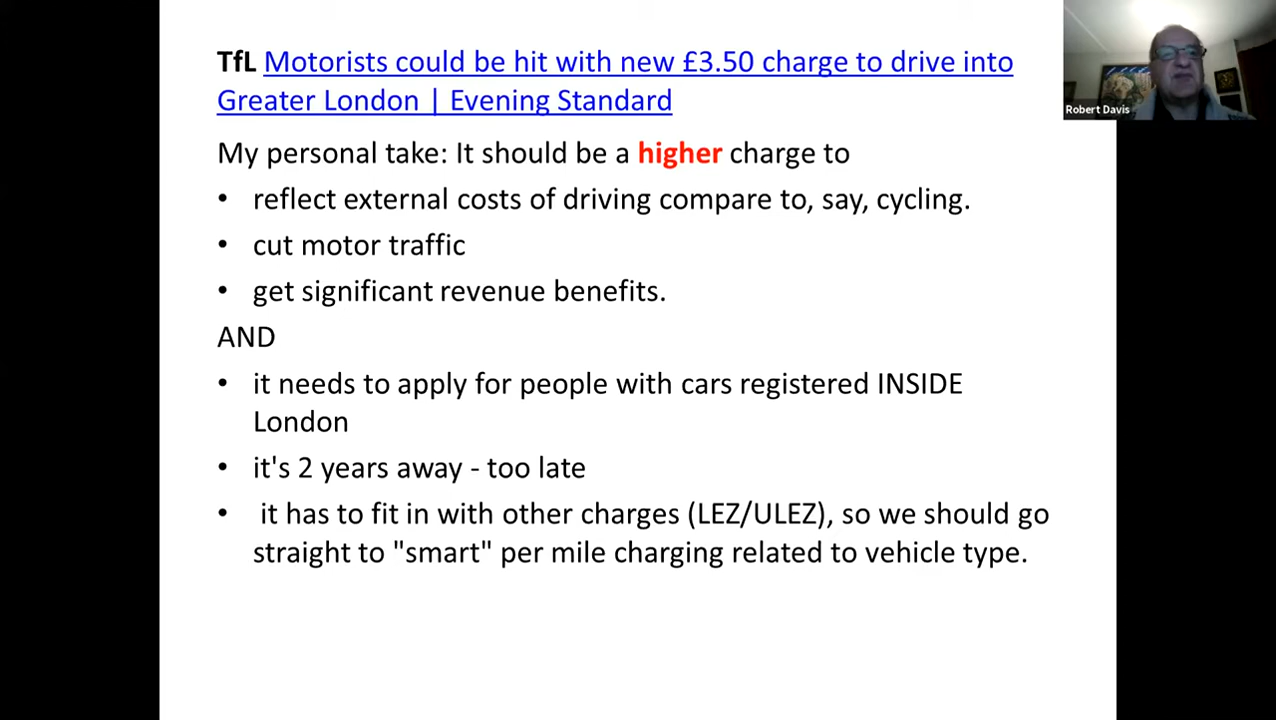 TfL Motorists could be hit with new £3.50 charge to drive into
Greater London | Evening Standard
My personal take: It should be a higher charge to
• reflect external costs of driving compare to, say, cycling.
• cut motor traffic
• get significant revenue benefits.
AND
• it needs to apply for people with cars registered INSIDE
London
• it's 2 years away - too late
• it has to fit in with other charges (LEZ/ULEZ), so we should go
straight to "smart" per mile charging related to vehicle type.
Robert Davis